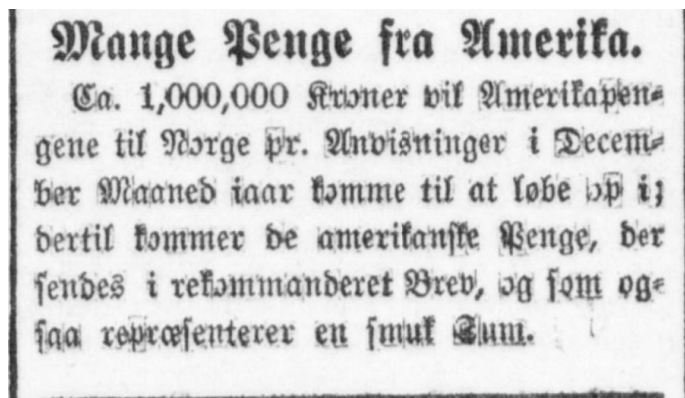 Mange Penge fra Amerika.
Ca. 1,000,000 Kroner vil Amerikapen-
gene til Norge pr. Anvisninger i Decem-
ber Maaned iaar komme til at løbe op i;
dertil kommer de amerikanske Penge, der
sendes i rekommanderet Brev, og som og-
saa repræsenterer en smuk Sum.